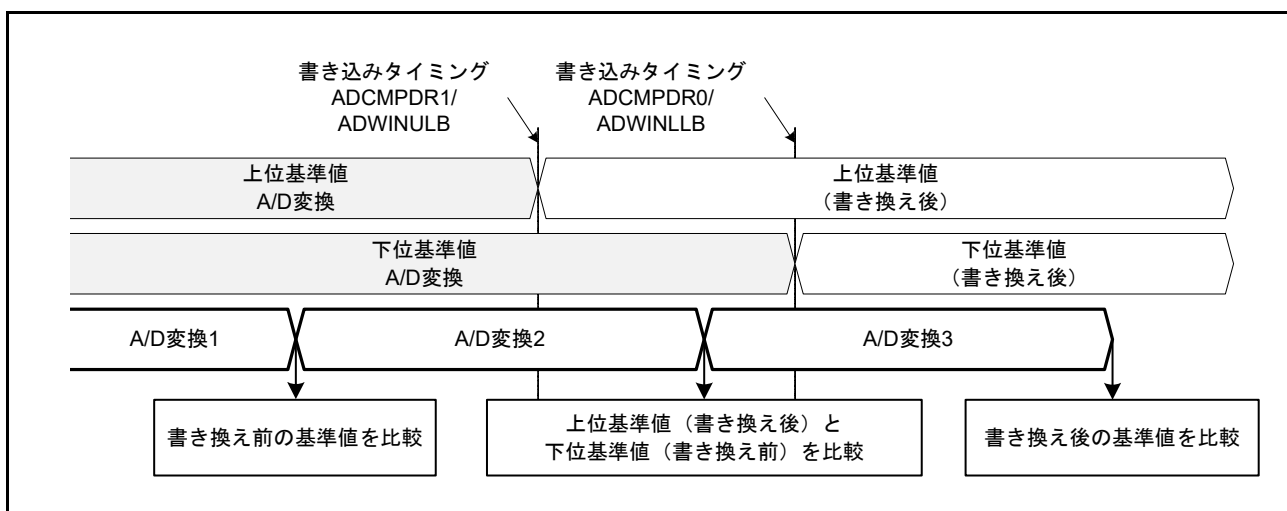 書き込みタイミング
ADCMPDR1/
ADWINULB
書き込みタイミング
ADCMPDR0/
ADWINLLB
上位基準値
A/D変換
上位基準値
（書き換え後）
下位基準値
A/D変換
下位基準値
（書き換え後）
A/D変換1
A/D変換2
A/D変換3
書き換え前の基準値を比較
上位基準値（書き換え後）と
下位基準値（書き換え前）を比較
書き換え後の基準値を比較